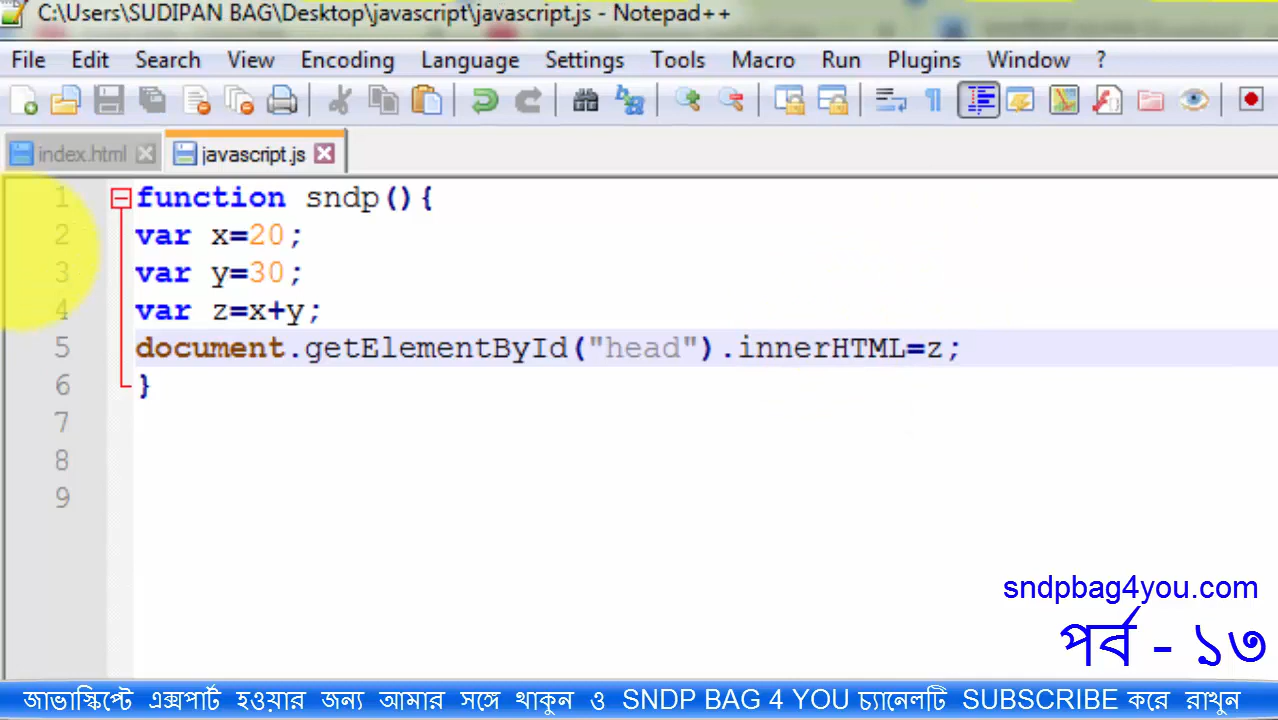 C:\Users\SUDIPAN BAG\Desktop\javascript\javascript.js - Notepad++
File Edit Search View Encoding Language Settings Tools Macro Run Plugins Window ?
index.html javascript.js
1 function sndp(){
2 var x=20;
3 var y=30;
4 var z=x+y;
5 document.getElementById("head").innerHTML=z;
6 }
7
8
9
sndpbag4you.com
পর্ব - ১৩
জাভাস্কিপ্টে এক্সপার্ট হওয়ার জন্য আমার সঙ্গে থাকুন ও SNDP BAG 4 YOU চ্যানেলটি SUBSCRIBE করে রাখুন